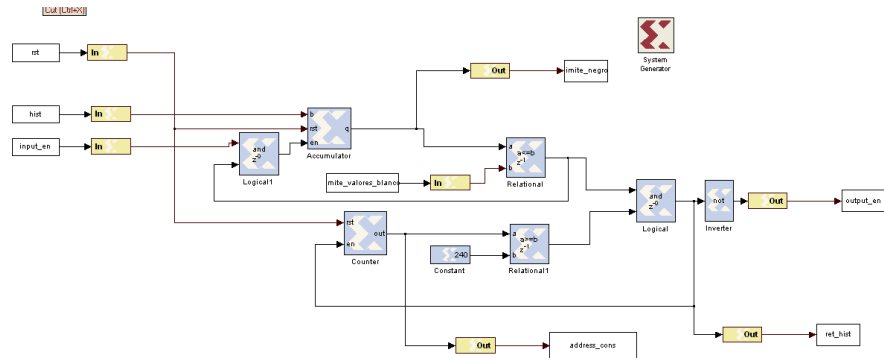 Cut (Ctrl+X)
rst
In
hist
In
input_en
In
and
z⁻⁰
Logical1
b
rst
en
q
Accumulator
Out
imite_negro
System
Generator
mite_valores_blanco
In
a
b
a<=b
z⁻¹
Relational
rst
en
out
Counter
240
Constant
a
b
a>=b
z⁻¹
Relational1
and
z⁻⁰
Logical
not
Inverter
Out
output_en
Out
address_cons
Out
ret_hist